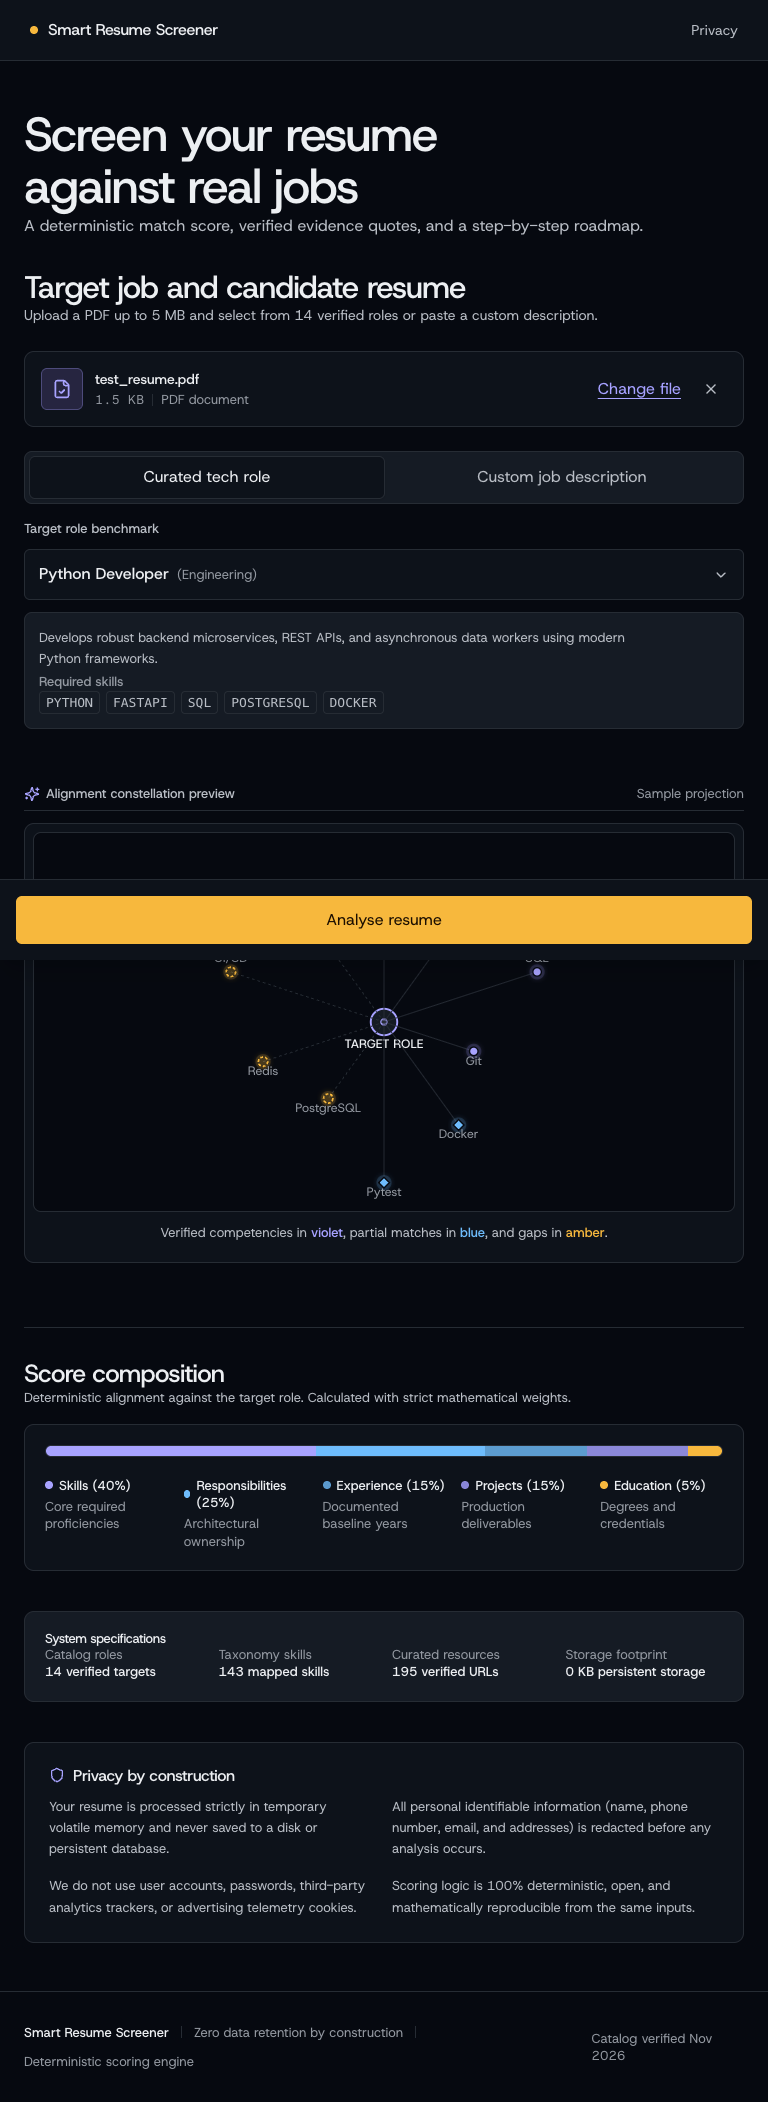 Smart Resume Screener
Privacy
Screen your resume
against real jobs
A deterministic match score, verified evidence quotes, and a step-by-step roadmap.
Target job and candidate resume
Upload a PDF up to 5 MB and select from 14 verified roles or paste a custom description.
test_resume.pdf
1.5 KB | PDF document
Change file
Curated tech role
Custom job description
Target role benchmark
Python Developer (Engineering)
Develops robust backend microservices, REST APIs, and asynchronous data workers using modern
Python frameworks.
Required skills
PYTHON FASTAPI SQL POSTGRESQL DOCKER
Alignment constellation preview
Sample projection
Analyse resume
TARGET ROLE
Git
Redis
PostgreSQL
Docker
Pytest
Verified competencies in violet, partial matches in blue, and gaps in amber.
Score composition
Deterministic alignment against the target role. Calculated with strict mathematical weights.
Skills (40%)
Core required
proficiencies
Responsibilities
(25%)
Architectural
ownership
Experience (15%)
Documented
baseline years
Projects (15%)
Production
deliverables
Education (5%)
Degrees and
credentials
System specifications
Catalog roles
14 verified targets
Taxonomy skills
143 mapped skills
Curated resources
195 verified URLs
Storage footprint
0 KB persistent storage
Privacy by construction
Your resume is processed strictly in temporary
volatile memory and never saved to a disk or
persistent database.
All personal identifiable information (name, phone
number, email, and addresses) is redacted before any
analysis occurs.
We do not use user accounts, passwords, third-party
analytics trackers, or advertising telemetry cookies.
Scoring logic is 100% deterministic, open, and
mathematically reproducible from the same inputs.
Smart Resume Screener | Zero data retention by construction |
Deterministic scoring engine
Catalog verified Nov
2026